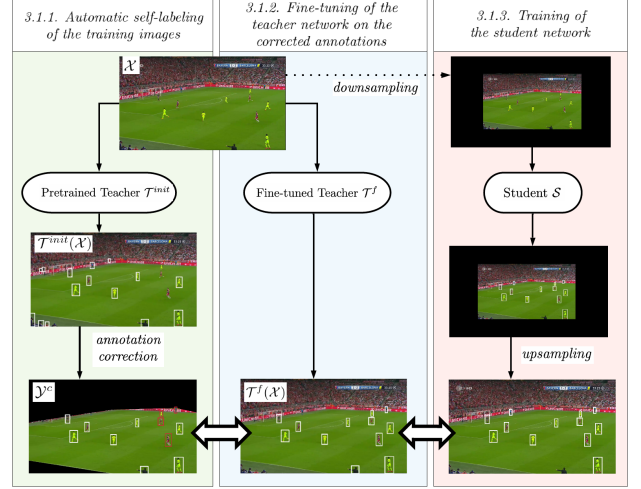 3.1.1. Automatic self-labeling
of the training images
3.1.2. Fine-tuning of the
teacher network on the
corrected annotations
3.1.3. Training of
the student network
𝒳
downsampling
Pretrained Teacher 𝒯^init
Fine-tuned Teacher 𝒯^f
Student 𝒮
𝒯^init(𝒳)
annotation
correction
upsampling
𝒴^c
𝒯^f(𝒳)